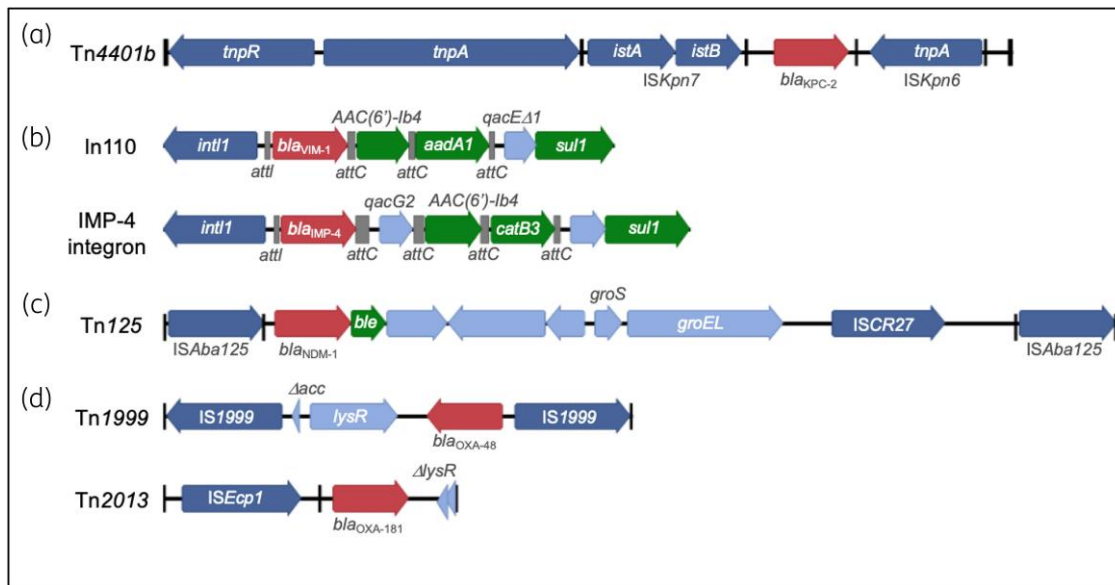 (a)
Tn4401b
tnpR tnpA istA istB tnpA
ISKpn7 blaKPC-2 ISKpn6
(b)
AAC(6’)-Ib4 qacEΔ1
In110
intI1 blaVIM-1 aadA1 sul1
attI attC attC attC
qacG2 AAC(6’)-Ib4
IMP-4
integron
intI1 blaIMP-4 catB3 sul1
attI attC attC attC attC
(c)
groS
Tn125
ble groEL ISCR27
ISAba125 blaNDM-1 ISAba125
(d)
Δacc
Tn1999
IS1999 lysR IS1999
blaOXA-48
ΔlysR
Tn2013
ISEcp1
blaOXA-181